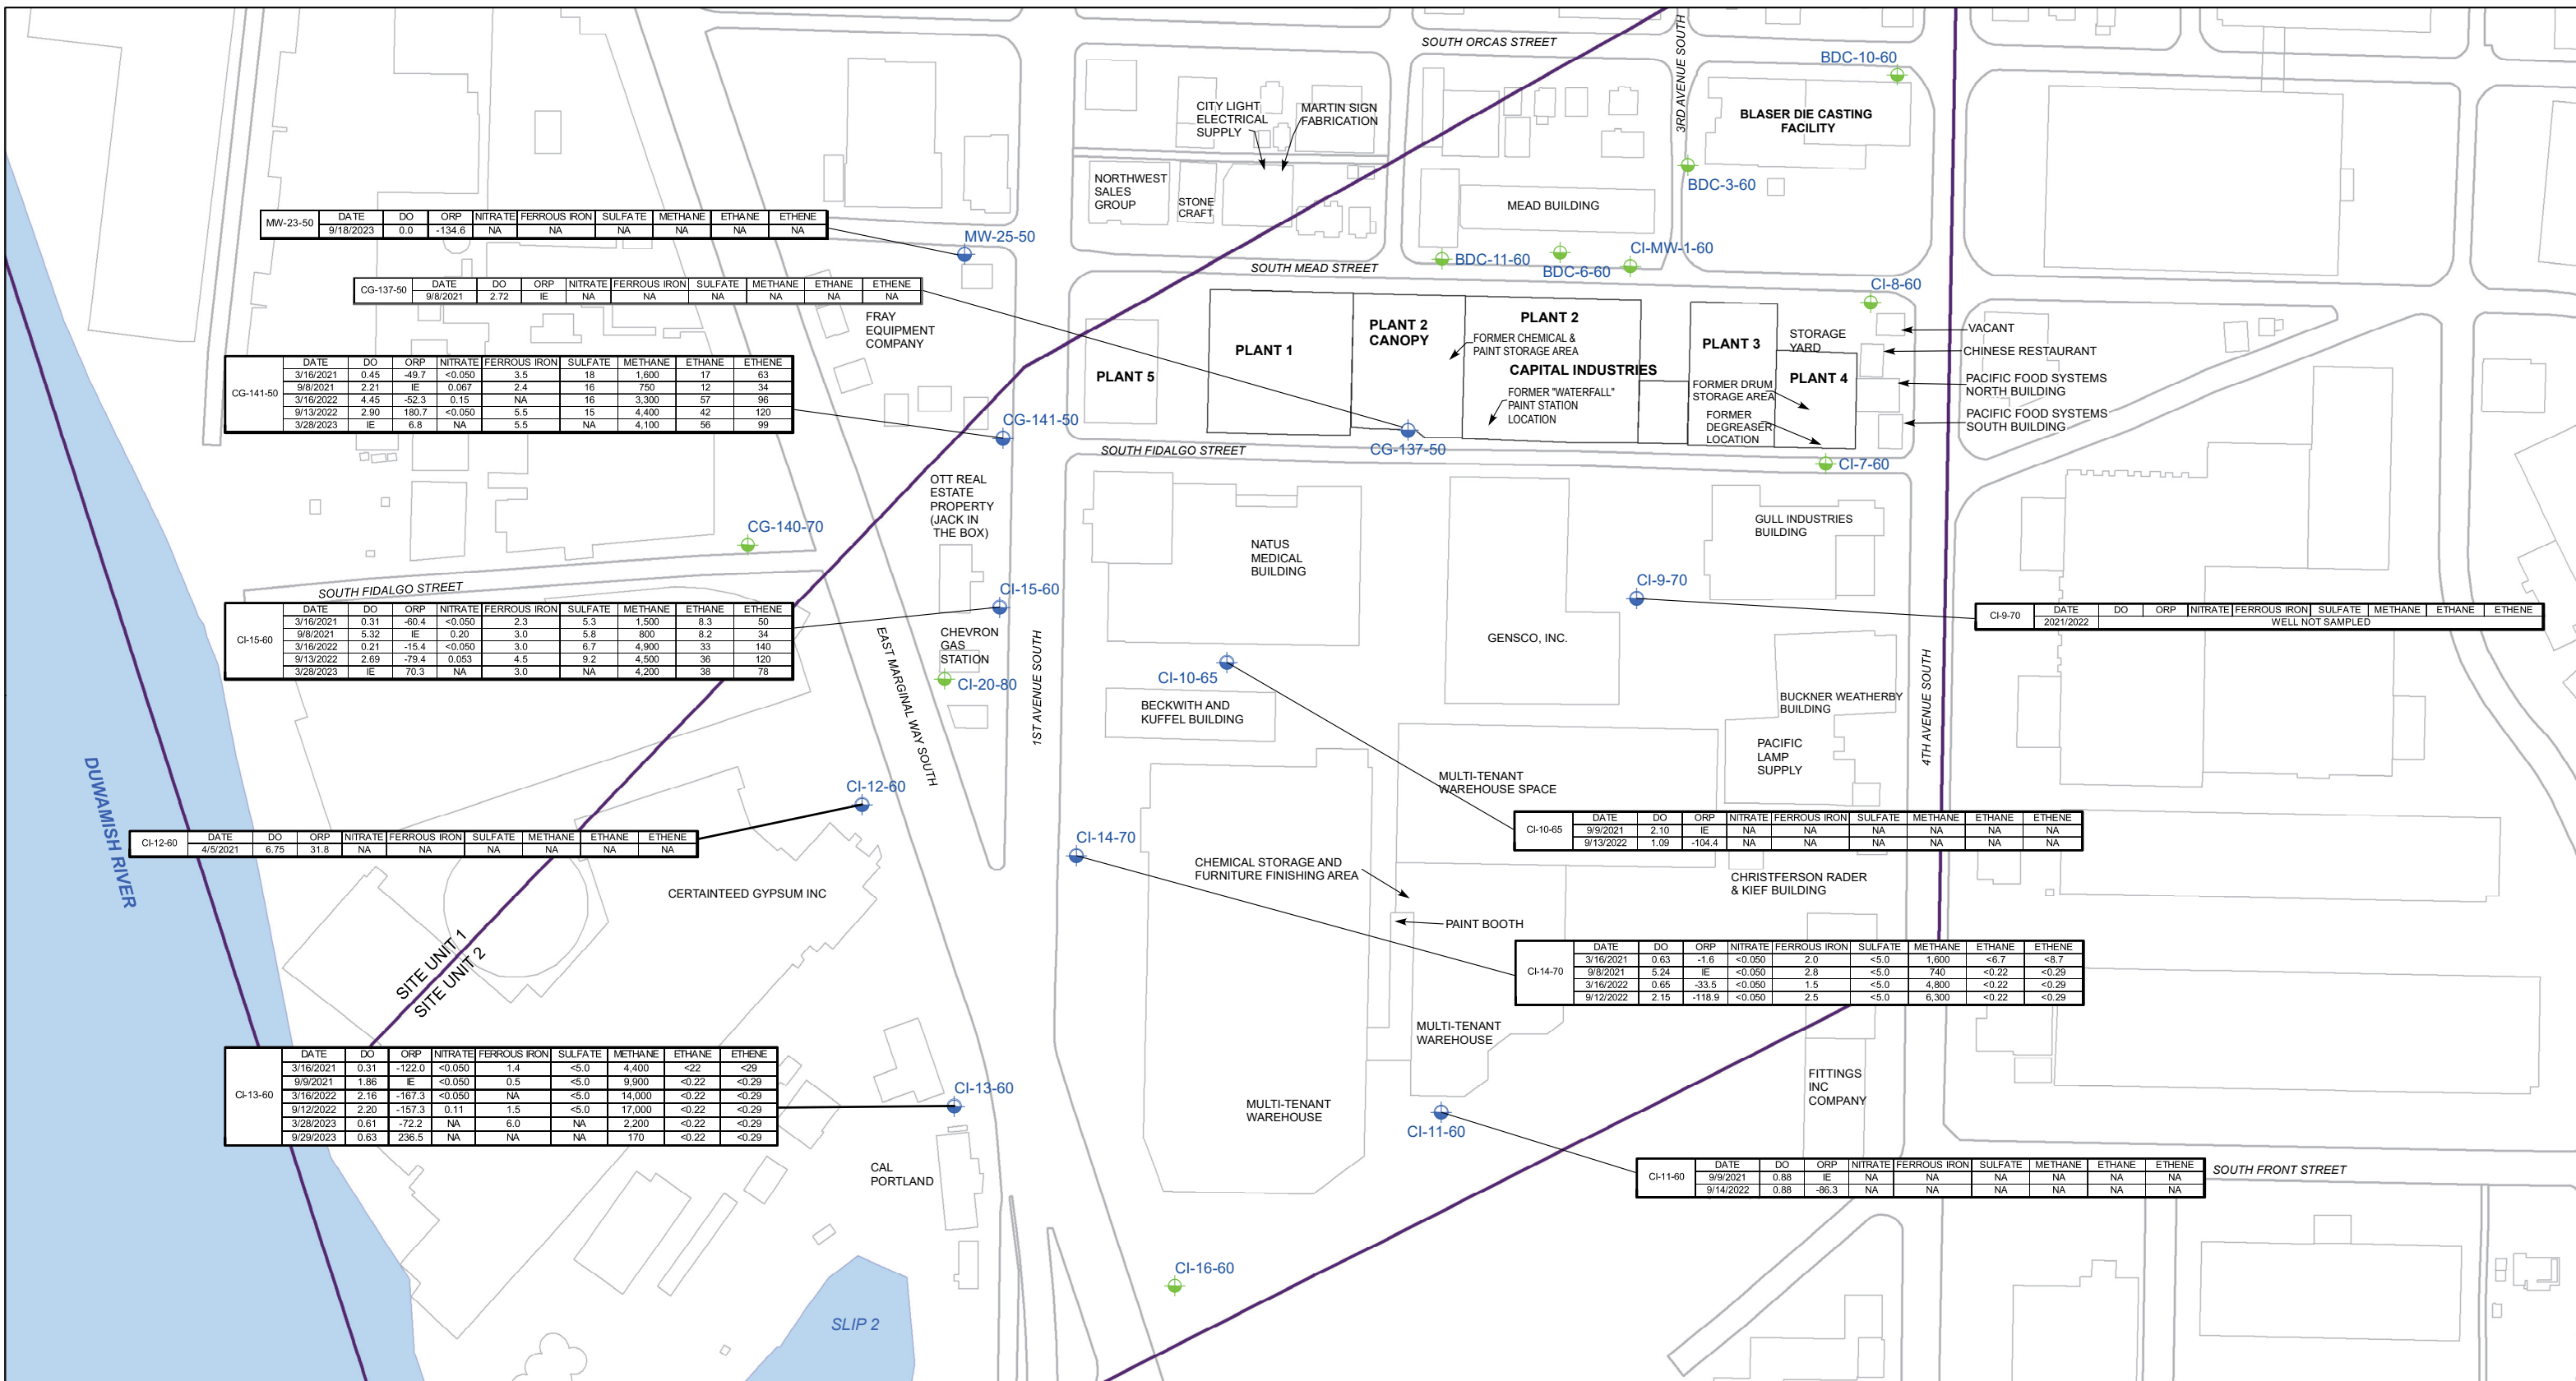 SOUTH ORCAS STREET
3RD AVENUE SOUTH
BDC-10-60
CITY LIGHT
ELECTRICAL
SUPPLY
MARTIN SIGN
FABRICATION
BLASER DIE CASTING
FACILITY
NORTHWEST
SALES
GROUP
STONE
CRAFT
MEAD BUILDING
BDC-3-60
MW-23-50 DATE DO ORP NITRATE FERROUS IRON SULFATE METHANE ETHANE ETHENE
9/18/2023 0.0 -134.6 NA NA NA NA NA NA
MW-25-50
BDC-11-60
BDC-6-60
CI-MW-1-60
SOUTH MEAD STREET
CG-137-50 DATE DO ORP NITRATE FERROUS IRON SULFATE METHANE ETHANE ETHENE
9/8/2021 2.72 IE NA NA NA NA NA NA
CI-8-60
FRAY
EQUIPMENT
COMPANY
PLANT 5
PLANT 1
PLANT 2
CANOPY
PLANT 2
FORMER CHEMICAL &
PAINT STORAGE AREA
CAPITAL INDUSTRIES
FORMER "WATERFALL"
PAINT STATION
LOCATION
PLANT 3
STORAGE
YARD
PLANT 4
FORMER DRUM
STORAGE AREA
FORMER
DEGREASER
LOCATION
VACANT
CHINESE RESTAURANT
PACIFIC FOOD SYSTEMS
NORTH BUILDING
PACIFIC FOOD SYSTEMS
SOUTH BUILDING
CG-141-50 DATE DO ORP NITRATE FERROUS IRON SULFATE METHANE ETHANE ETHENE
3/16/2021 0.45 -49.7 <0.050 3.5 18 1,600 17 63
9/8/2021 2.21 IE 0.067 2.4 16 750 12 34
3/16/2022 4.45 -52.3 0.15 NA 16 3,300 57 96
9/13/2022 2.90 180.7 <0.050 5.5 15 4,400 42 120
3/28/2023 IE 6.8 NA 5.5 NA 4,100 56 99
CG-141-50
CG-137-50
SOUTH FIDALGO STREET
CI-7-60
OTT REAL
ESTATE
PROPERTY
(JACK IN
THE BOX)
CG-140-70
NATUS
MEDICAL
BUILDING
GULL INDUSTRIES
BUILDING
SOUTH FIDALGO STREET
CI-15-60
CI-9-70
CI-15-60 DATE DO ORP NITRATE FERROUS IRON SULFATE METHANE ETHANE ETHENE
3/16/2021 0.31 -60.4 <0.050 2.3 5.3 1,500 8.3 50
9/8/2021 5.32 IE 0.20 3.0 5.8 800 8.2 34
3/16/2022 0.21 -15.4 <0.050 3.0 6.7 4,900 33 140
9/13/2022 2.69 -79.4 0.053 4.5 9.2 4,500 36 120
3/28/2023 IE 70.3 NA 3.0 NA 4,200 38 78
CI-9-70 DATE DO ORP NITRATE FERROUS IRON SULFATE METHANE ETHANE ETHENE
2021/2022 WELL NOT SAMPLED
CHEVRON
GAS
STATION
CI-20-80
EAST MARGINAL WAY SOUTH
1ST AVENUE SOUTH
GENSCO, INC.
4TH AVENUE SOUTH
CI-10-65
BECKWITH AND
KUFFEL BUILDING
BUCKNER WEATHERBY
BUILDING
PACIFIC
LAMP
SUPPLY
DUWAMISH RIVER
MULTI-TENANT
WAREHOUSE SPACE
CI-12-60
CI-12-60 DATE DO ORP NITRATE FERROUS IRON SULFATE METHANE ETHANE ETHENE
4/5/2021 6.75 31.8 NA NA NA NA NA NA
CI-10-65 DATE DO ORP NITRATE FERROUS IRON SULFATE METHANE ETHANE ETHENE
9/9/2021 2.10 IE NA NA NA NA NA NA
9/13/2022 1.09 -104.4 NA NA NA NA NA NA
CI-14-70
CHEMICAL STORAGE AND
FURNITURE FINISHING AREA
CERTAINTEED GYPSUM INC
CHRISTFERSON RADER
& KIEF BUILDING
PAINT BOOTH
SITE UNIT 1
SITE UNIT 2
CI-14-70 DATE DO ORP NITRATE FERROUS IRON SULFATE METHANE ETHANE ETHENE
3/16/2021 0.63 -1.6 <0.050 2.0 <5.0 1,600 <6.7 <8.7
9/8/2021 5.24 IE <0.050 2.8 <5.0 740 <0.22 <0.29
3/16/2022 0.65 -33.5 <0.050 1.5 <5.0 4,800 <0.22 <0.29
9/12/2022 2.15 -118.9 <0.050 2.5 <5.0 6,300 <0.22 <0.29
MULTI-TENANT
WAREHOUSE
CI-13-60 DATE DO ORP NITRATE FERROUS IRON SULFATE METHANE ETHANE ETHENE
3/16/2021 0.31 -122.0 <0.050 1.4 <5.0 4,400 <22 <29
9/9/2021 1.86 IE <0.050 0.5 <5.0 9,900 <0.22 <0.29
3/16/2022 2.16 -167.3 <0.050 NA <5.0 14,000 <0.22 <0.29
9/12/2022 2.20 -157.3 0.11 1.5 <5.0 17,000 <0.22 <0.29
3/28/2023 0.61 -72.2 NA 6.0 NA 2,200 <0.22 <0.29
9/29/2023 0.63 236.5 NA NA NA 170 <0.22 <0.29
CI-13-60
MULTI-TENANT
WAREHOUSE
CI-11-60
FITTINGS
INC
COMPANY
CAL
PORTLAND
CI-11-60 DATE DO ORP NITRATE FERROUS IRON SULFATE METHANE ETHANE ETHENE
9/9/2021 0.88 IE NA NA NA NA NA NA
9/14/2022 0.88 -86.3 NA NA NA NA NA NA
SOUTH FRONT STREET
CI-16-60
SLIP 2